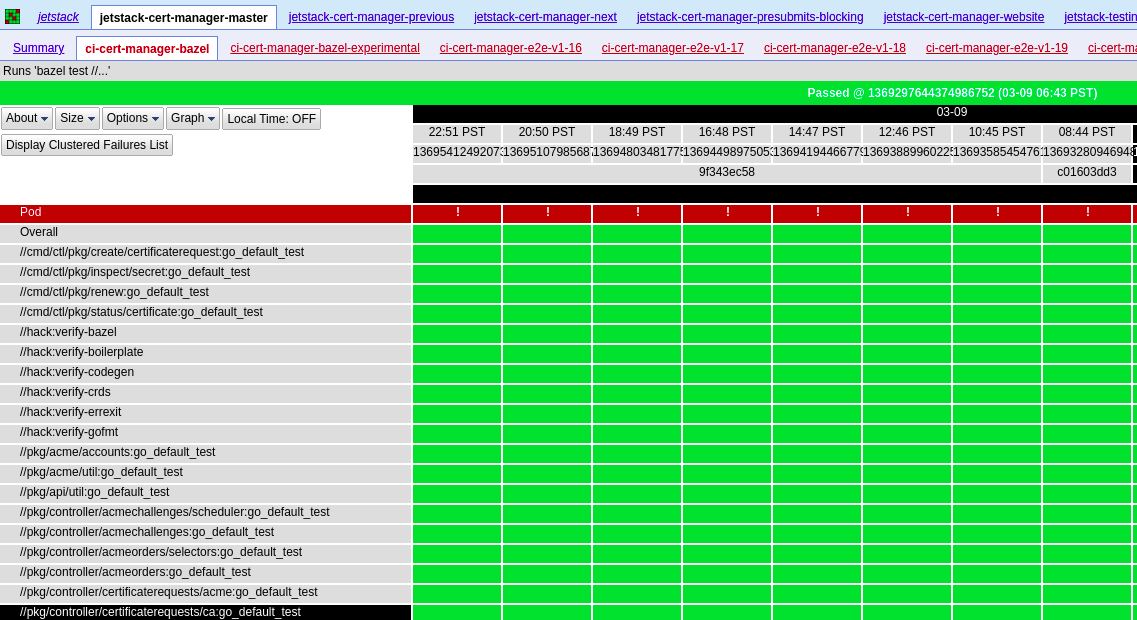 jetstack jetstack-cert-manager-master jetstack-cert-manager-previous jetstack-cert-manager-next jetstack-cert-manager-presubmits-blocking jetstack-cert-manager-website jetstack-testin
Summary ci-cert-manager-bazel ci-cert-manager-bazel-experimental ci-cert-manager-e2e-v1-16 ci-cert-manager-e2e-v1-17 ci-cert-manager-e2e-v1-18 ci-cert-manager-e2e-v1-19 ci-cert-ma
Runs 'bazel test //...'
Passed @ 1369297644374986752 (03-09 06:43 PST)
About Size Options Graph Local Time: OFF
Display Clustered Failures List
03-09
22:51 PST 20:50 PST 18:49 PST 16:48 PST 14:47 PST 12:46 PST 10:45 PST 08:44 PST
9f343ec58 c01603dd3
Pod ! ! ! ! ! ! ! !
Overall
//cmd/ctl/pkg/create/certificaterequest:go_default_test
//cmd/ctl/pkg/inspect/secret:go_default_test
//cmd/ctl/pkg/renew:go_default_test
//cmd/ctl/pkg/status/certificate:go_default_test
//hack:verify-bazel
//hack:verify-boilerplate
//hack:verify-codegen
//hack:verify-crds
//hack:verify-errexit
//hack:verify-gofmt
//pkg/acme/accounts:go_default_test
//pkg/acme/util:go_default_test
//pkg/api/util:go_default_test
//pkg/controller/acmechallenges/scheduler:go_default_test
//pkg/controller/acmechallenges:go_default_test
//pkg/controller/acmeorders/selectors:go_default_test
//pkg/controller/acmeorders:go_default_test
//pkg/controller/certificaterequests/acme:go_default_test
//pkg/controller/certificaterequests/ca:go_default_test